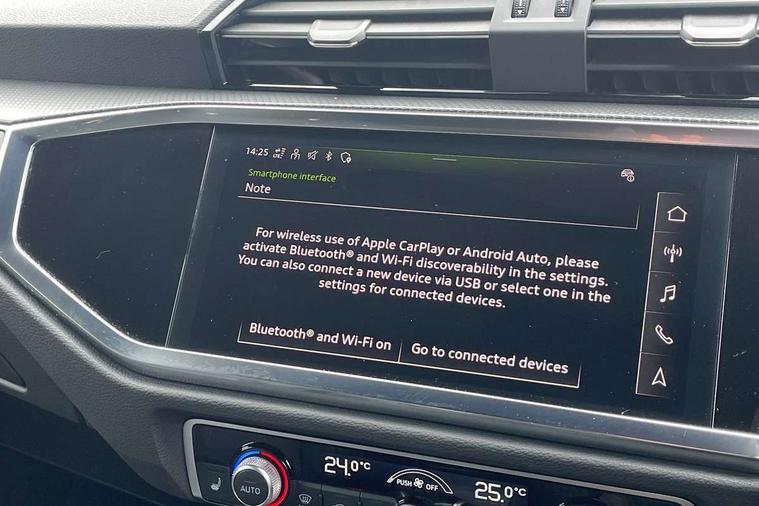 14:25 LTE
Smartphone interface
Note
For wireless use of Apple CarPlay or Android Auto, please
activate Bluetooth® and Wi-Fi discoverability in the settings.
You can also connect a new device via USB or select one in the
settings for connected devices.
Bluetooth® and Wi-Fi on
Go to connected devices
AUTO
24.0°C
PUSH OFF
25.0°C